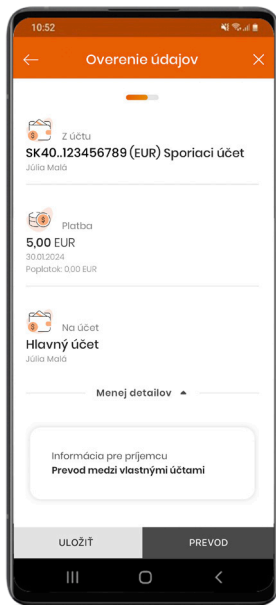 10:52
Overenie údajov
Z účtu
SK40..123456789 (EUR) Sporiaci účet
Júlia Malá
Platba
5,00 EUR
30.01.2024
Poplatok: 0,00 EUR
Na účet
Hlavný účet
Júlia Malá
Menej detailov
Informácia pre príjemcu
Prevod medzi vlastnými účtami
ULOŽIŤ
PREVOD